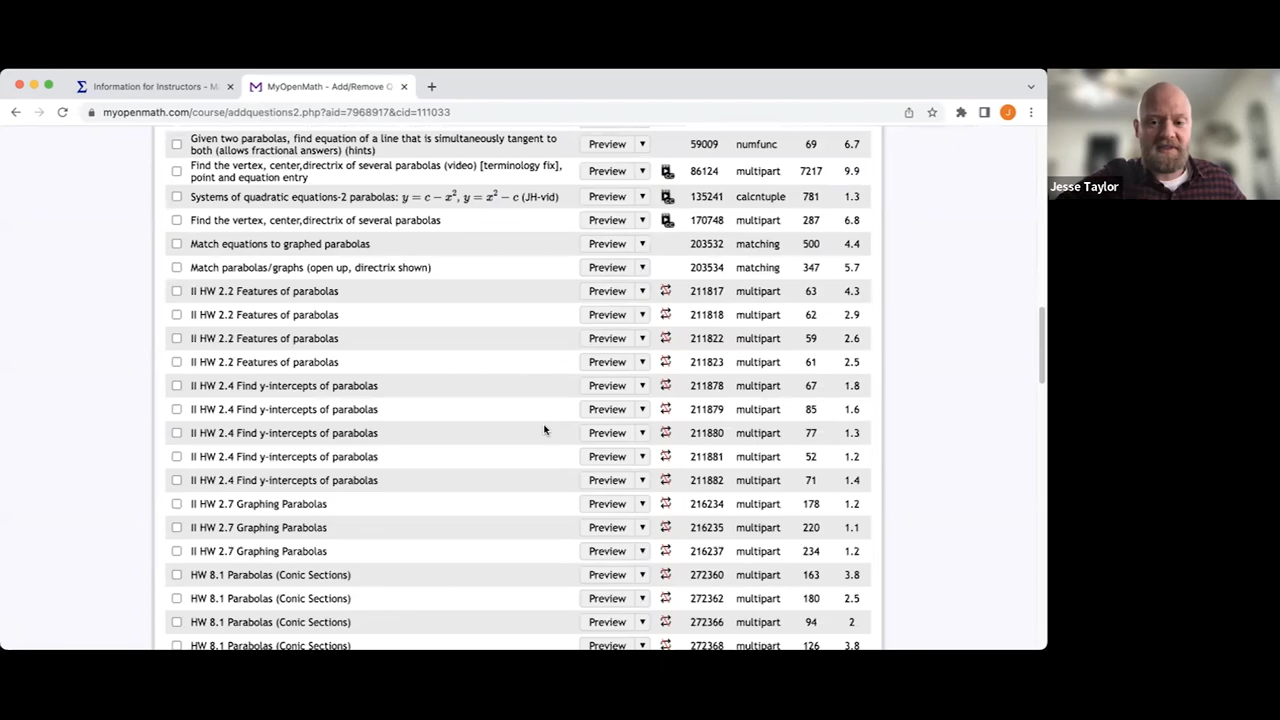 Information for Instructors - M
MyOpenMath - Add/Remove Q
myopenmath.com/course/addquestions2.php?aid=7968917&cid=111033
J
Jesse Taylor
Given two parabolas, find equation of a line that is simultaneously tangent to
both (allows fractional answers) (hints) Preview 59009 numfunc 69 6.7
Find the vertex, center,directrix of several parabolas (video) [terminology fix],
point and equation entry Preview 86124 multipart 7217 9.9
Systems of quadratic equations-2 parabolas: y = c − x², y = x² − c (JH-vid) Preview 135241 calcntuple 781 1.3
Find the vertex, center,directrix of several parabolas Preview 170748 multipart 287 6.8
Match equations to graphed parabolas Preview 203532 matching 500 4.4
Match parabolas/graphs (open up, directrix shown) Preview 203534 matching 347 5.7
II HW 2.2 Features of parabolas Preview 211817 multipart 63 4.3
II HW 2.2 Features of parabolas Preview 211818 multipart 62 2.9
II HW 2.2 Features of parabolas Preview 211822 multipart 59 2.6
II HW 2.2 Features of parabolas Preview 211823 multipart 61 2.5
II HW 2.4 Find y-intercepts of parabolas Preview 211878 multipart 67 1.8
II HW 2.4 Find y-intercepts of parabolas Preview 211879 multipart 85 1.6
II HW 2.4 Find y-intercepts of parabolas Preview 211880 multipart 77 1.3
II HW 2.4 Find y-intercepts of parabolas Preview 211881 multipart 52 1.2
II HW 2.4 Find y-intercepts of parabolas Preview 211882 multipart 71 1.4
II HW 2.7 Graphing Parabolas Preview 216234 multipart 178 1.2
II HW 2.7 Graphing Parabolas Preview 216235 multipart 220 1.1
II HW 2.7 Graphing Parabolas Preview 216237 multipart 234 1.2
HW 8.1 Parabolas (Conic Sections) Preview 272360 multipart 163 3.8
HW 8.1 Parabolas (Conic Sections) Preview 272362 multipart 180 2.5
HW 8.1 Parabolas (Conic Sections) Preview 272366 multipart 94 2
HW 8.1 Parabolas (Conic Sections) Preview 272368 multipart 126 3.8